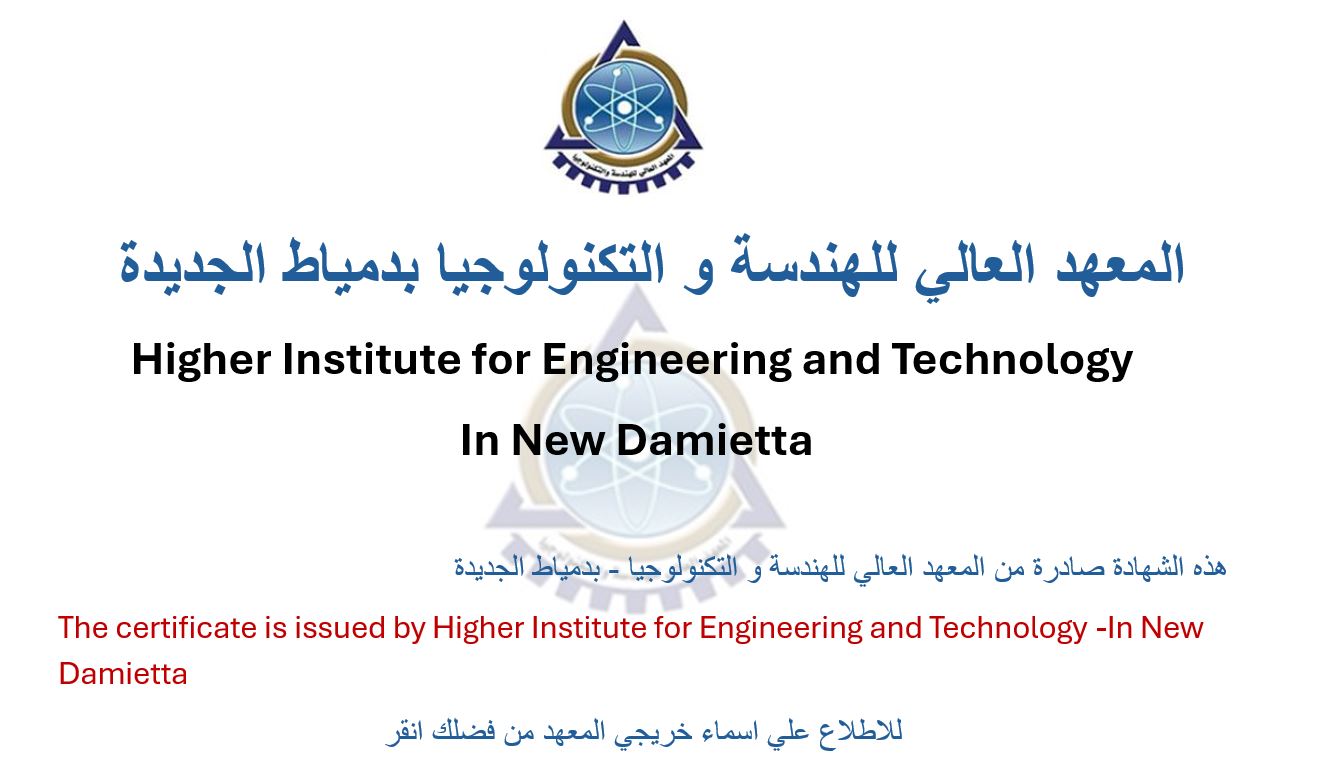 المعهد العالي للهندسة والتكنولوجيا
المعهد العالي للهندسة و التكنولوجيا بدمياط الجديدة
Higher Institute for Engineering and Technology
In New Damietta
هذه الشهادة صادرة من المعهد العالي للهندسة و التكنولوجيا - بدمياط الجديدة
The certificate is issued by Higher Institute for Engineering and Technology -In New
Damietta
للاطلاع علي اسماء خريجي المعهد من فضلك انقر